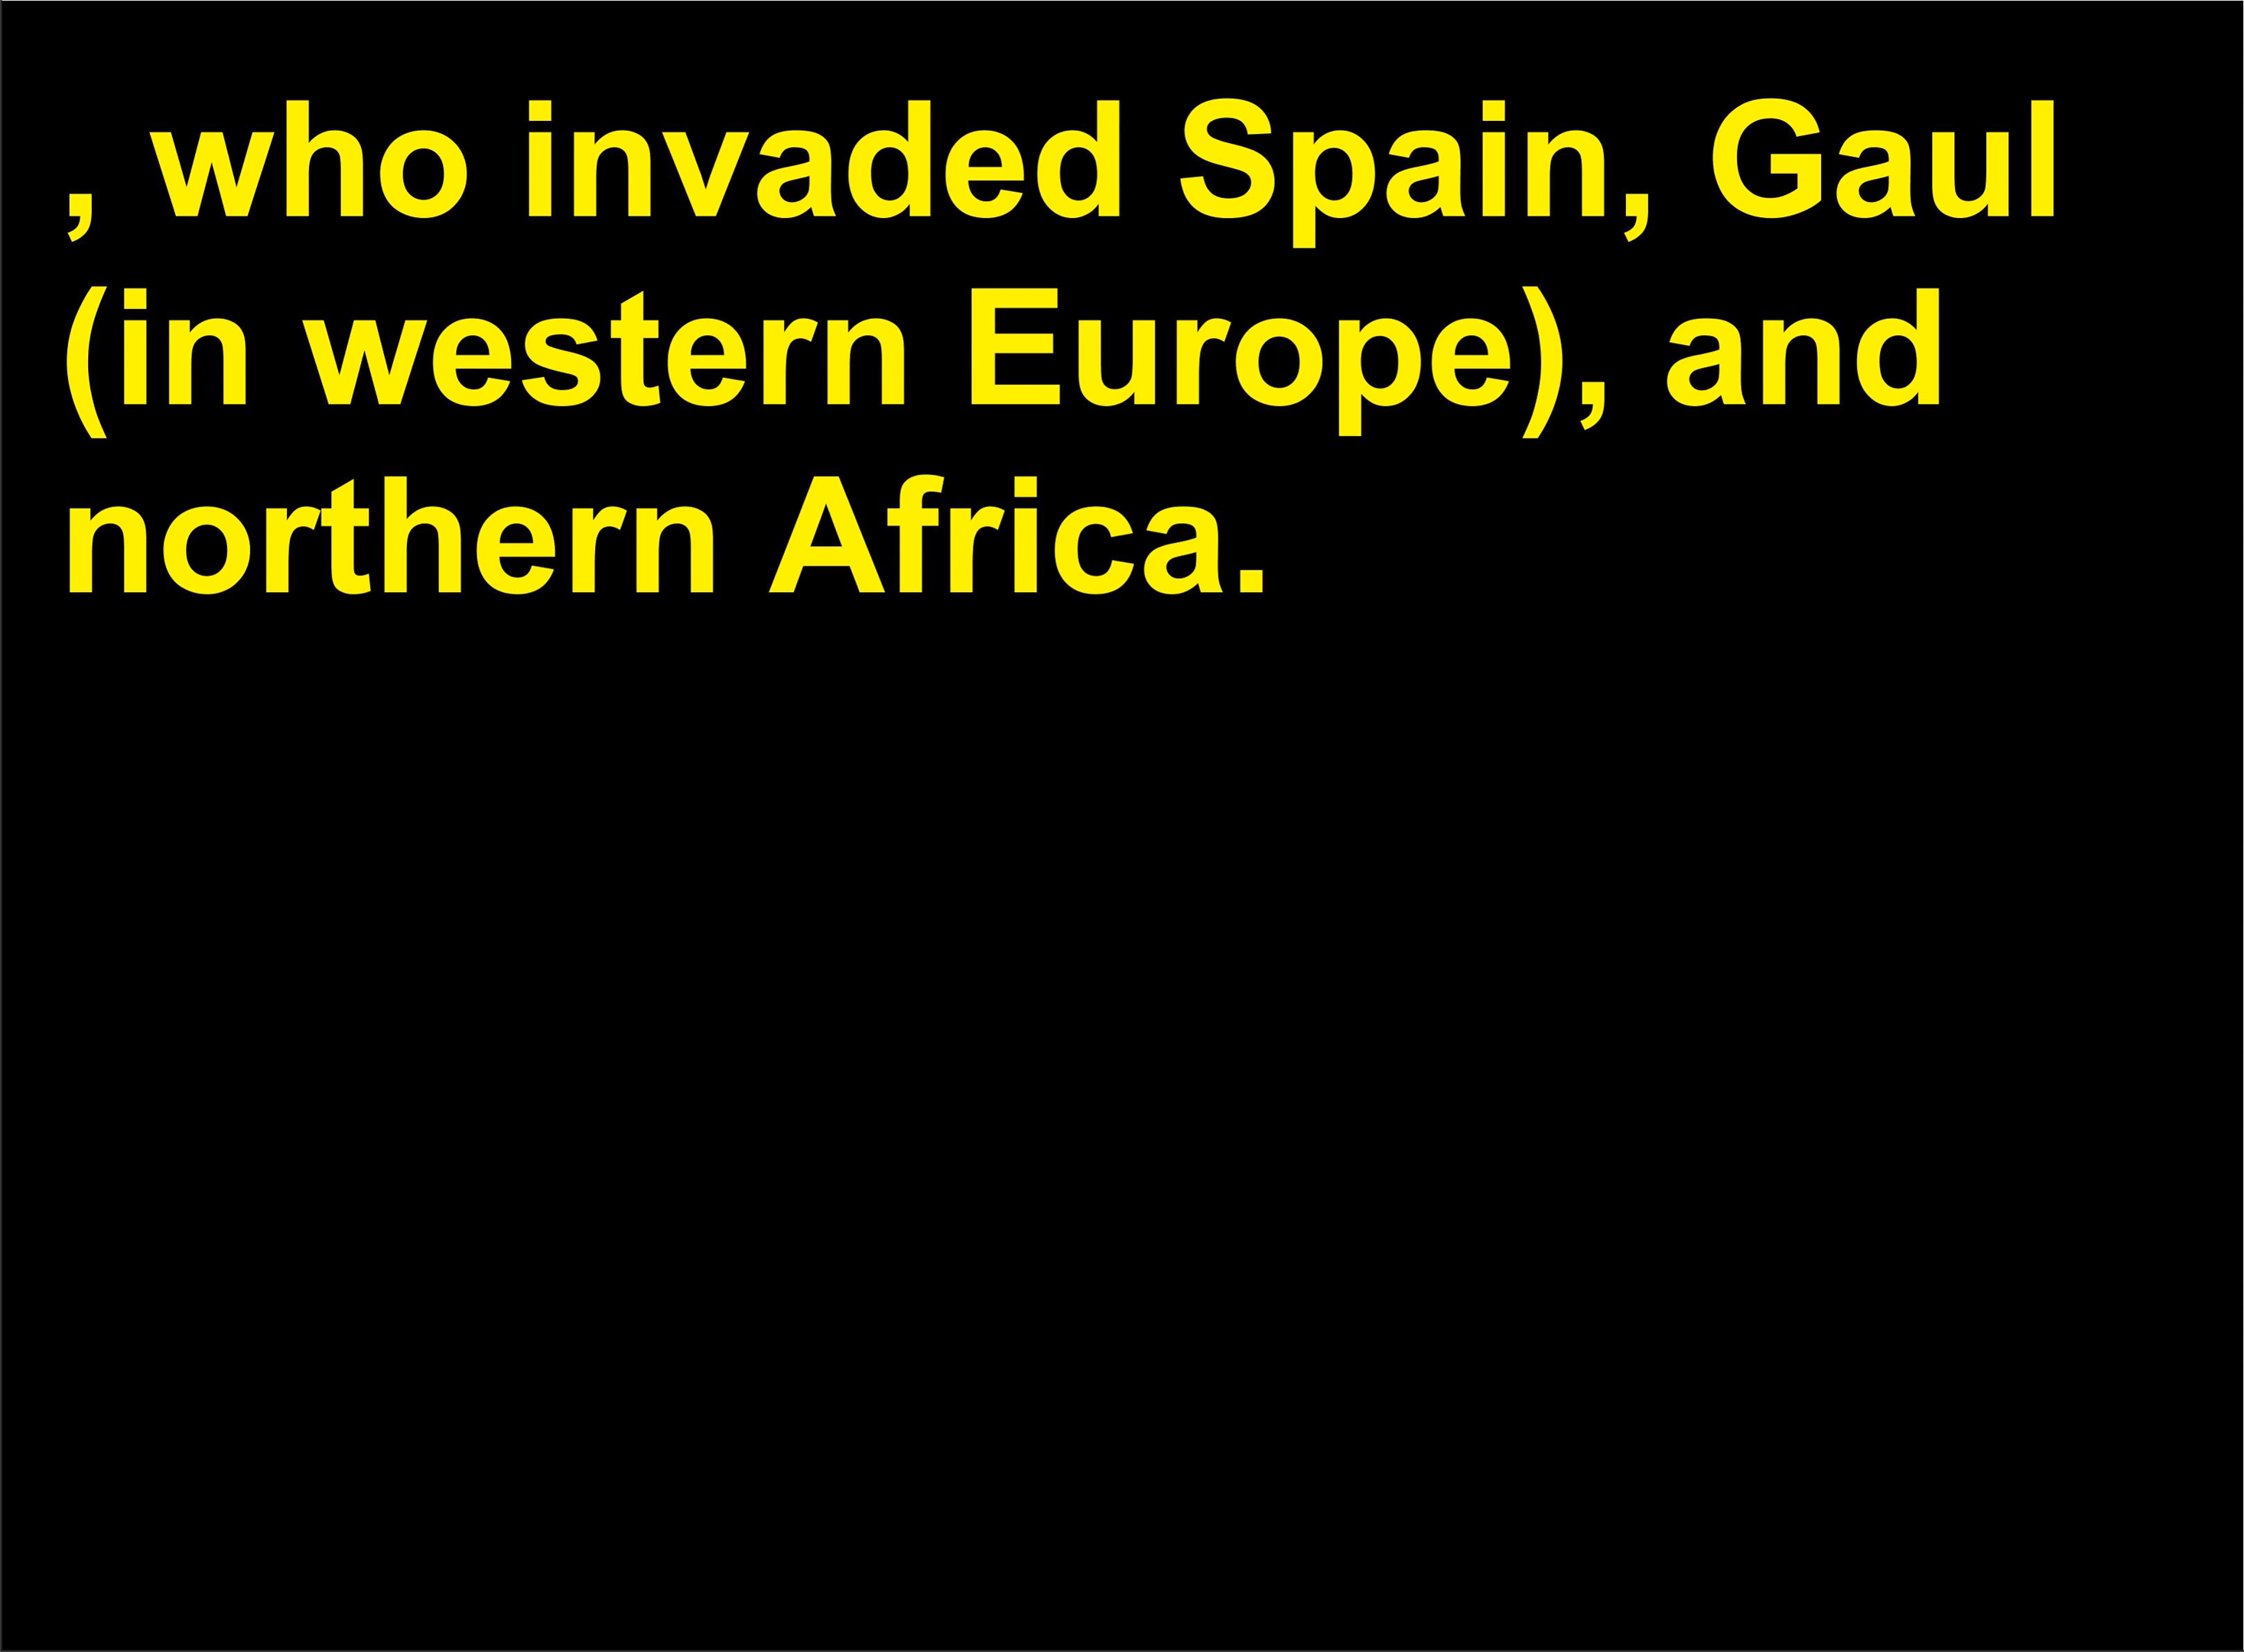 , who invaded Spain, Gaul
(in western Europe), and
northern Africa.